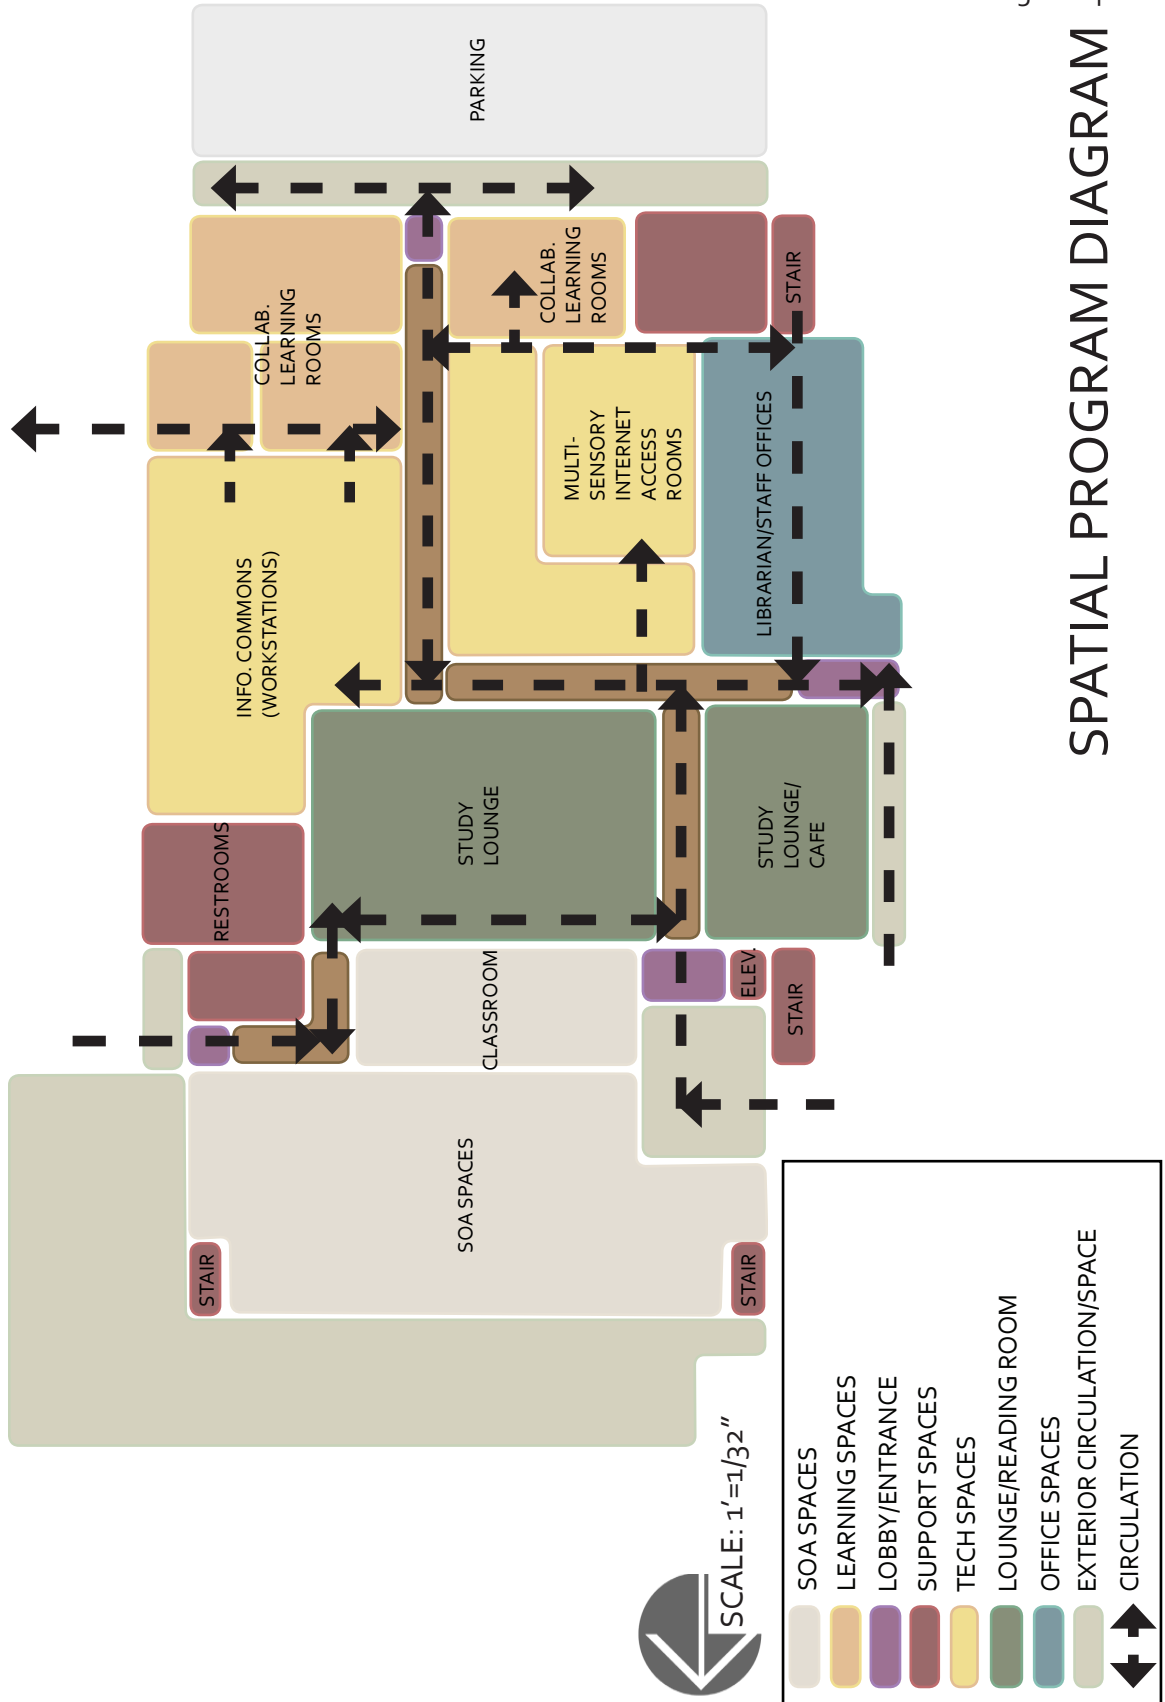 PARKING
COLLAB.
LEARNING
ROOMS
COLLAB.
LEARNING
ROOMS
STAIR
INFO. COMMONS
(WORKSTATIONS)
MULTI-
SENSORY
INTERNET
ACCESS
ROOMS
LIBRARIAN/STAFF OFFICES
RESTROOMS
STUDY
LOUNGE
STUDY
LOUNGE/
CAFE
CLASSROOM
ELEV.
STAIR
SOA SPACES
STAIR
STAIR
SPATIAL PROGRAM DIAGRAM
SCALE: 1'=1/32"
SOA SPACES
LEARNING SPACES
LOBBY/ENTRANCE
SUPPORT SPACES
TECH SPACES
LOUNGE/READING ROOM
OFFICE SPACES
EXTERIOR CIRCULATION/SPACE
CIRCULATION